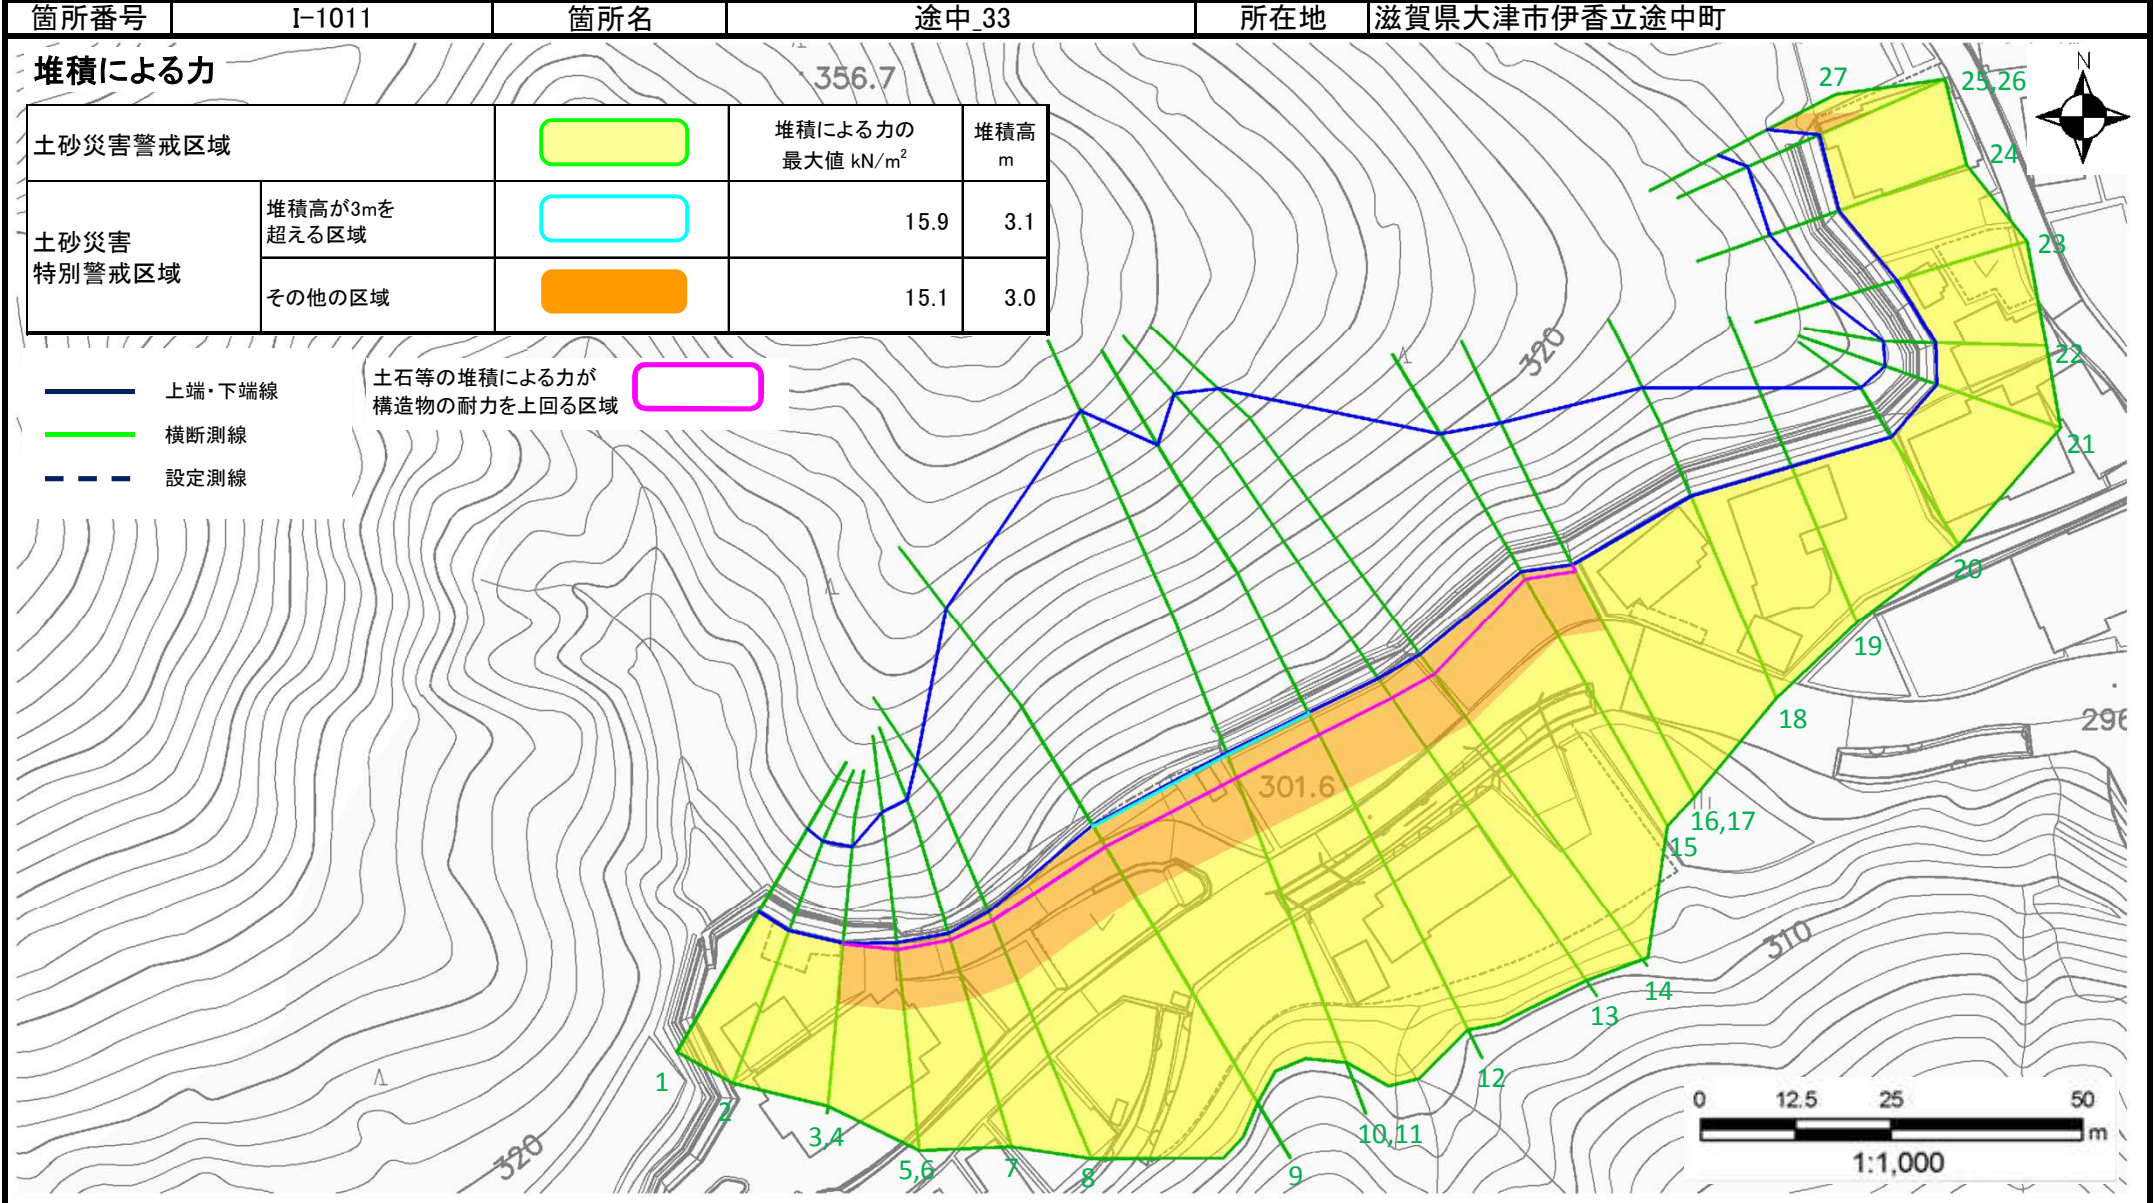 箇所番号 I-1011 箇所名 途中_33 所在地 滋賀県大津市伊香立途中町
堆積による力
土砂災害警戒区域
堆積による力の
最大値 kN/m²
堆積高
m
土砂災害
特別警戒区域
堆積高が3mを
超える区域
15.9 3.1
その他の区域
15.1 3.0
上端・下端線
横断測線
設定測線
土石等の堆積による力が
構造物の耐力を上回る区域
356.7
320
301.6
296
310
320
N
1
2
3,4
5,6
7
8
9
10,11
12
13
14
15
16,17
18
19
20
21
22
23
24
25,26
27
0 12.5 25 50
m
1:1,000